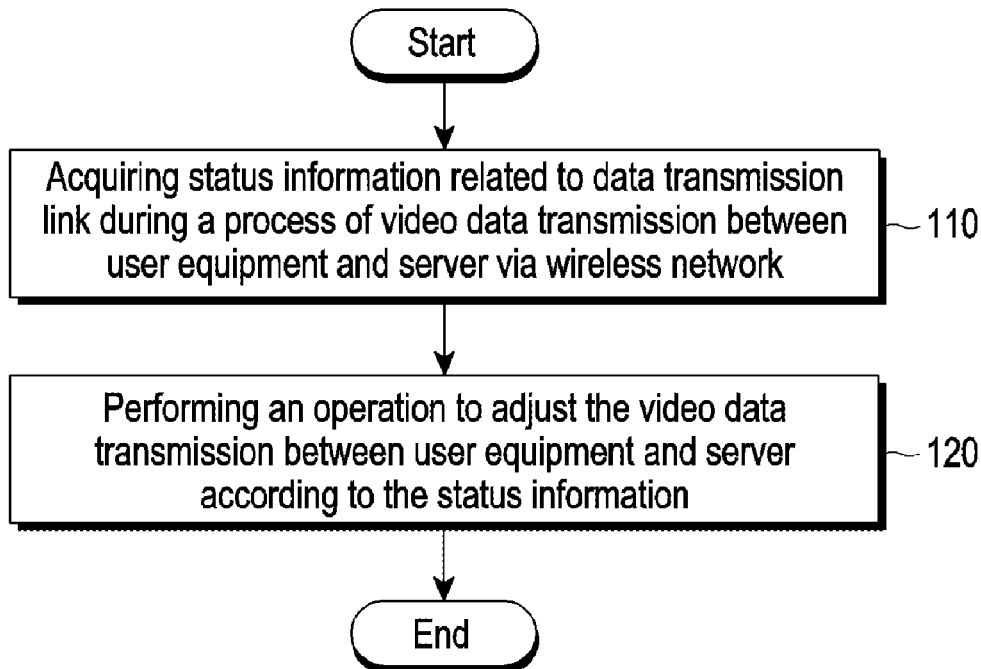 Start
Acquiring status information related to data transmission
link during a process of video data transmission between
user equipment and server via wireless network
110
Performing an operation to adjust the video data
transmission between user equipment and server
according to the status information
120
End